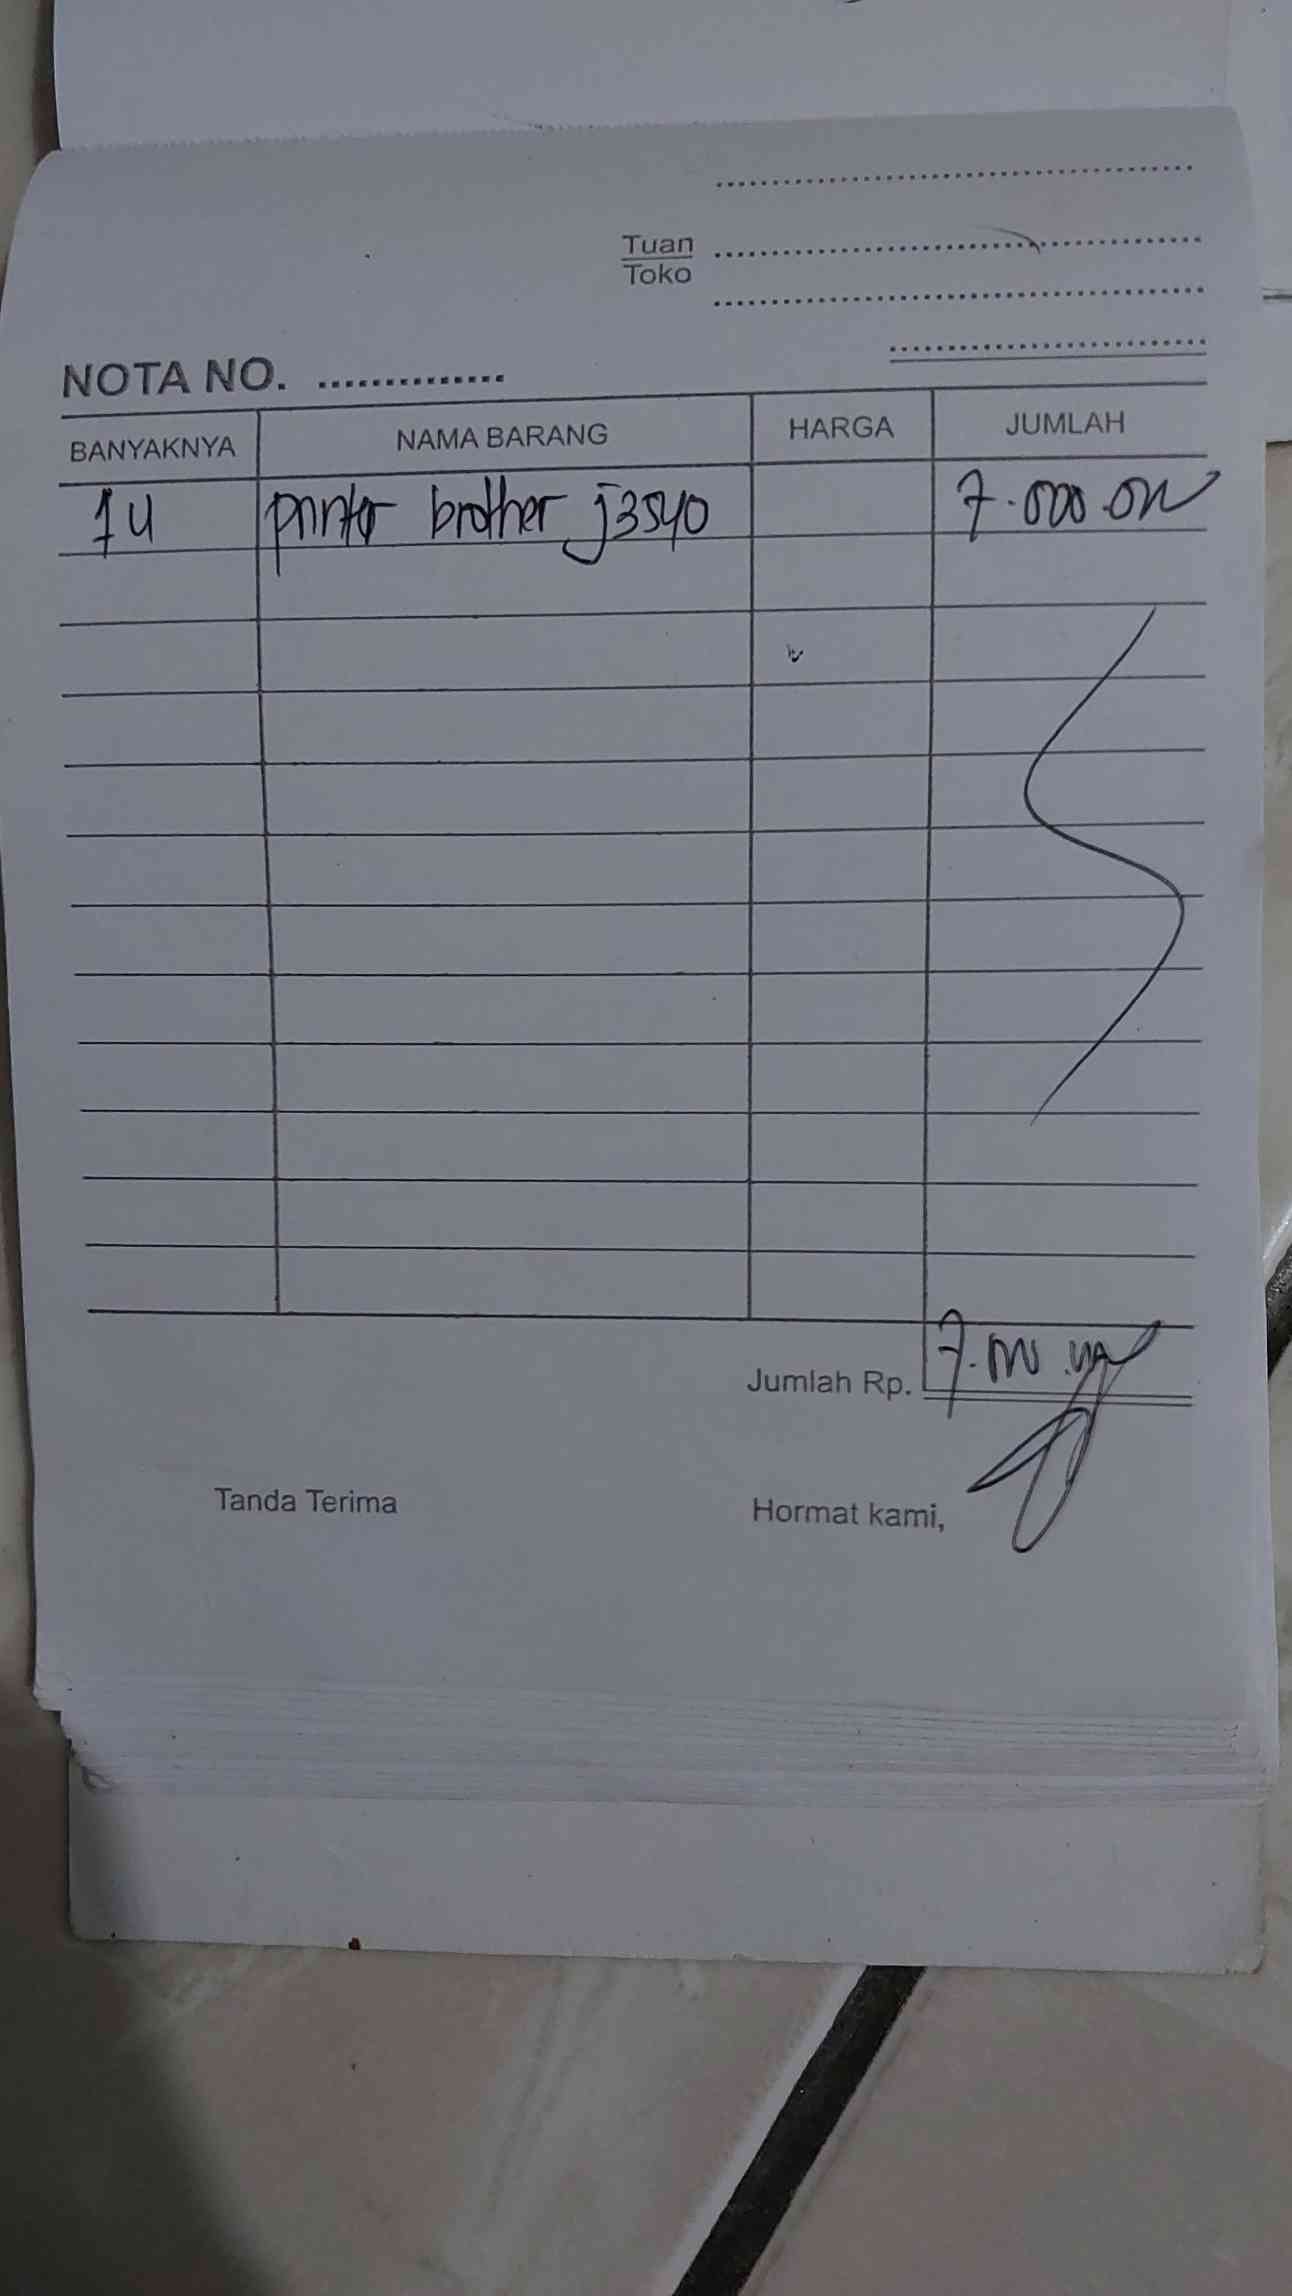 Tuan
Toko
NOTA NO. ..............
BANYAKNYA NAMA BARANG HARGA JUMLAH
1 U printer brother j3540 7.000.000
Jumlah Rp. 7.000.000
Tanda Terima Hormat kami,